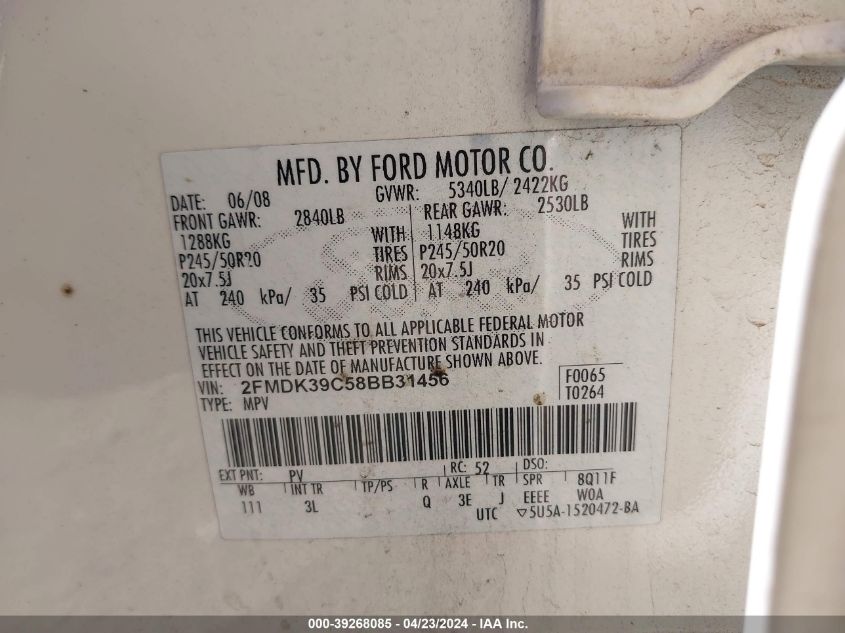 MFD. BY FORD MOTOR CO.
DATE: 06/08 GVWR: 5340LB/ 2422KG
FRONT GAWR: 2840LB REAR GAWR: 2530LB
1288KG WITH 1148KG WITH
P245/50R20 TIRES P245/50R20 TIRES
20x7.5J RIMS 20x7.5J RIMS
AT 240 kPa/ 35 PSI COLD AT 240 kPa/ 35 PSI COLD
THIS VEHICLE CONFORMS TO ALL APPLICABLE FEDERAL MOTOR
VEHICLE SAFETY AND THEFT PREVENTION STANDARDS IN
EFFECT ON THE DATE OF MANUFACTURE SHOWN ABOVE.
VIN: 2FMDK39C58BB31456 F0065
TYPE: MPV T0264
EXT PNT: PV RC: 52 DSO:
WB INT TR TP/PS R AXLE TR SPR 8Q11F
111 3L Q 3E J EEEE WOA
UTC ▽5U5A-1520472-BA
000-39268085 - 04/23/2024 - IAA Inc.